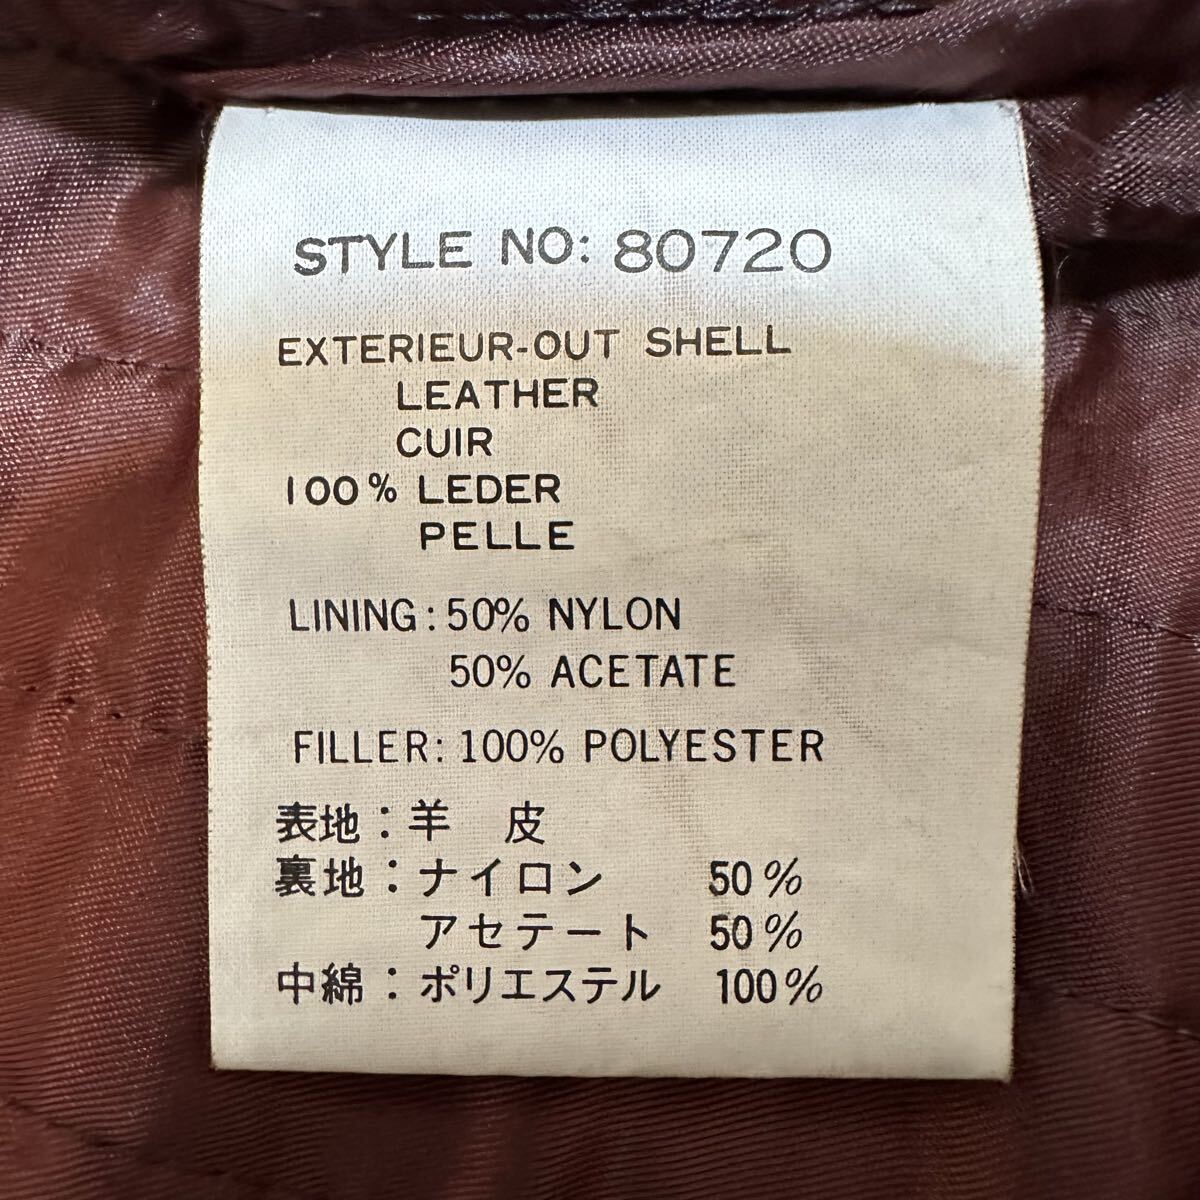 STYLE NO: 80720
EXTERIEUR-OUT SHELL
LEATHER
CUIR
100% LEDER
PELLE
LINING: 50% NYLON
50% ACETATE
FILLER: 100% POLYESTER
表地：羊 皮
裏地：ナイロン 50%
アセテート 50%
中綿：ポリエステル 100%